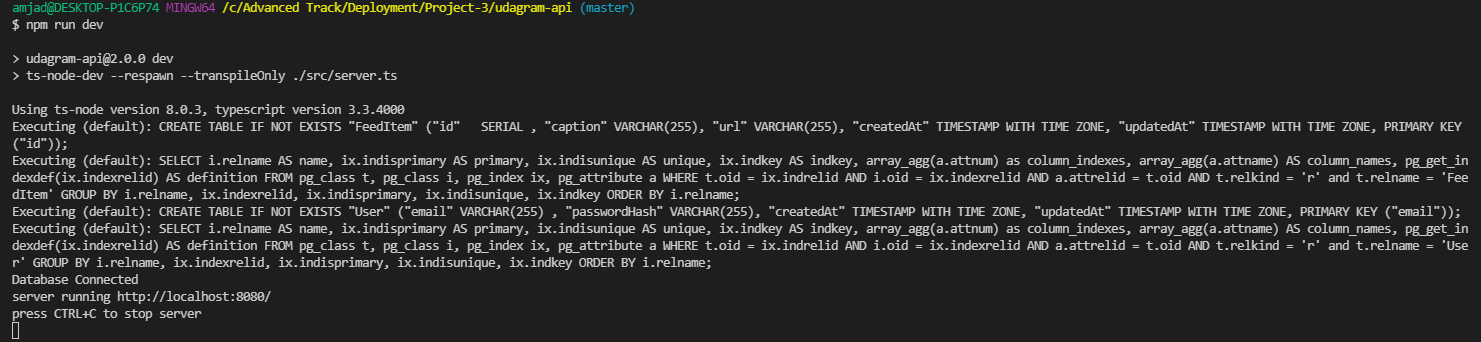 amjad@DESKTOP-P1C6P74 MINGW64 /c/Advanced Track/Deployment/Project-3/udagram-api (master)
$ npm run dev
> udagram-api@2.0.0 dev
> ts-node-dev --respawn --transpileOnly ./src/server.ts
Using ts-node version 8.0.3, typescript version 3.3.4000
Executing (default): CREATE TABLE IF NOT EXISTS "FeedItem" ("id"   SERIAL , "caption" VARCHAR(255), "url" VARCHAR(255), "createdAt" TIMESTAMP WITH TIME ZONE, "updatedAt" TIMESTAMP WITH TIME ZONE, PRIMARY KEY
("id"));
Executing (default): SELECT i.relname AS name, ix.indisprimary AS primary, ix.indisunique AS unique, ix.indkey AS indkey, array_agg(a.attnum) as column_indexes, array_agg(a.attname) AS column_names, pg_get_in
dexdef(ix.indexrelid) AS definition FROM pg_class t, pg_class i, pg_index ix, pg_attribute a WHERE t.oid = ix.indrelid AND i.oid = ix.indexrelid AND a.attrelid = t.oid AND t.relkind = 'r' and t.relname = 'Fee
dItem' GROUP BY i.relname, ix.indexrelid, ix.indisprimary, ix.indisunique, ix.indkey ORDER BY i.relname;
Executing (default): CREATE TABLE IF NOT EXISTS "User" ("email" VARCHAR(255) , "passwordHash" VARCHAR(255), "createdAt" TIMESTAMP WITH TIME ZONE, "updatedAt" TIMESTAMP WITH TIME ZONE, PRIMARY KEY ("email"));
Executing (default): SELECT i.relname AS name, ix.indisprimary AS primary, ix.indisunique AS unique, ix.indkey AS indkey, array_agg(a.attnum) as column_indexes, array_agg(a.attname) AS column_names, pg_get_in
dexdef(ix.indexrelid) AS definition FROM pg_class t, pg_class i, pg_index ix, pg_attribute a WHERE t.oid = ix.indrelid AND i.oid = ix.indexrelid AND a.attrelid = t.oid AND t.relkind = 'r' and t.relname = 'Use
r' GROUP BY i.relname, ix.indexrelid, ix.indisprimary, ix.indisunique, ix.indkey ORDER BY i.relname;
Database Connected
server running http://localhost:8080/
press CTRL+C to stop server